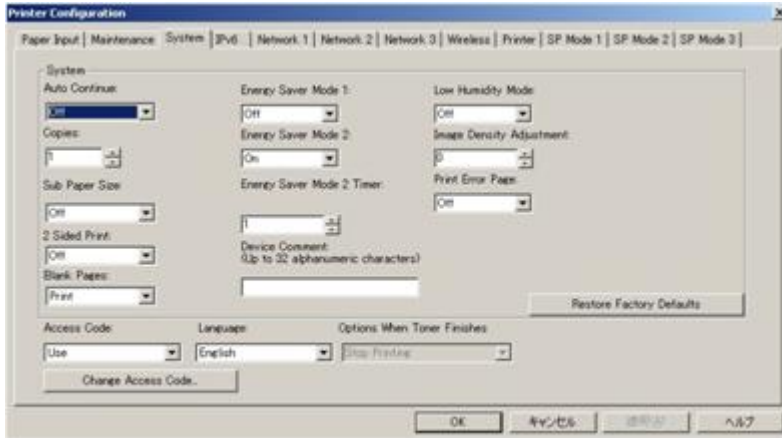 Printer Configuration
Paper Input
Maintenance
System
IPv6
Network 1
Network 2
Network 3
Wireless
Printer
SP Mode 1
SP Mode 2
SP Mode 3
System
Auto Continue:
Off
Copies:
1
Sub Paper Size:
Off
2 Sided Print:
Off
Blank Pages:
Print
Energy Saver Mode 1:
Off
Energy Saver Mode 2:
On
Energy Saver Mode 2 Timer:
1
Device Comment:
(Up to 32 alphanumeric characters)
Low Humidity Mode:
Off
Image Density Adjustment:
0
Print Error Page:
Off
Restore Factory Defaults
Access Code:
Use
Change Access Code...
Language:
English
Options When Toner Finishes
Stop Printing
OK
キャンセル
ヘルプ